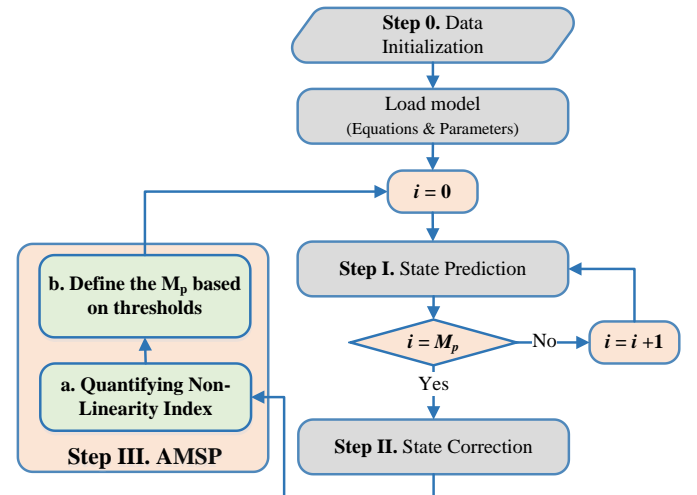 Step 0. Data
Initialization
Load model
(Equations & Parameters)
i = 0
Step I. State Prediction
i = Mp
No
i = i +1
Yes
Step II. State Correction
b. Define the Mp based
on thresholds
a. Quantifying Non-
Linearity Index
Step III. AMSP